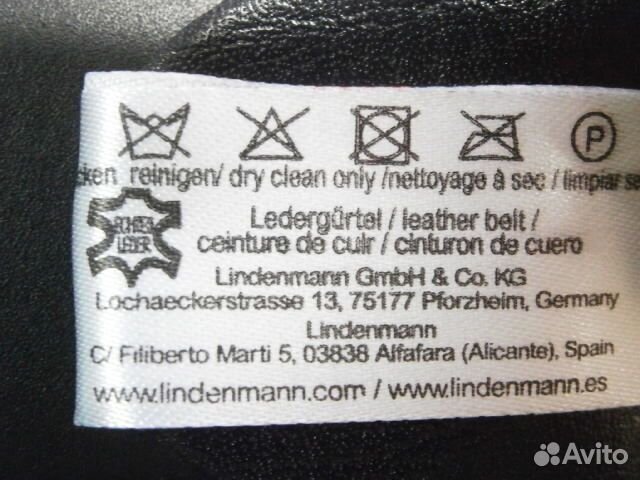 P
reinigen/ dry clean only /nettoyage à sec / limpiar
ECHTES
LEDER
Ledergürtel / leather belt /
ceinture de cuir / cinturon de cuero
Lindenmann GmbH & Co. KG
Lochaeckerstrasse 13, 75177 Pforzheim, Germany
Lindenmann
C/ Filiberto Marti 5, 03838 Alfafara (Alicante), Spain
www.lindenmann.com / www.lindenmann.es
Avito